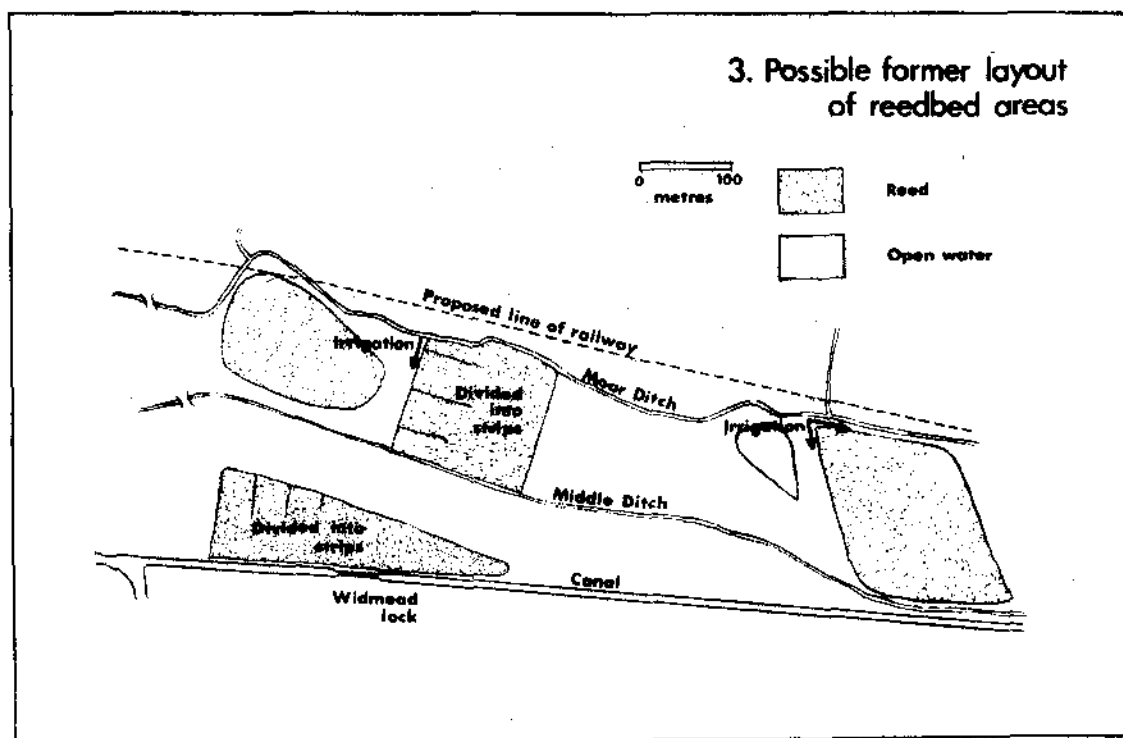 3. Possible former layout
of reedbed areas
0 100
metres
Reed
Open water
Proposed line of railway
Irrigation
Moor Ditch
Divided
into
strips
Irrigation
Middle Ditch
Divided into
strips
Canal
Widmead
lock